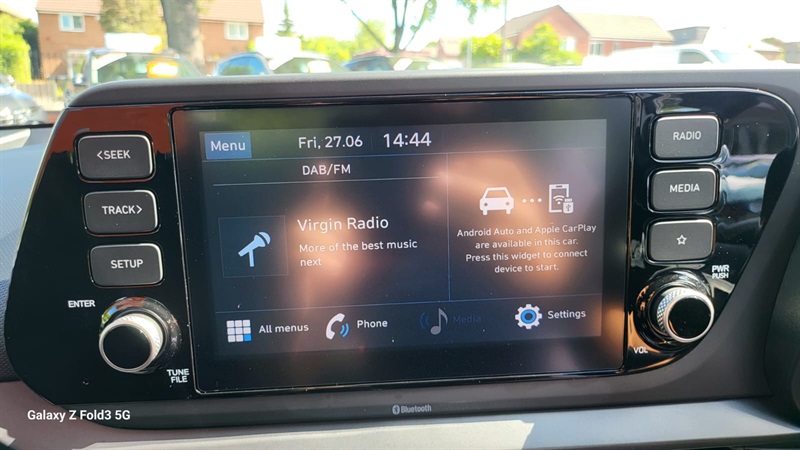 <SEEK
TRACK>
SETUP
ENTER
TUNE
FILE
Menu
Fri, 27.06
14:44
DAB/FM
Virgin Radio
More of the best music
next
Android Auto and Apple CarPlay
are available in this car.
Press this widget to connect
device to start.
All menus
Phone
Media
Settings
RADIO
MEDIA
PWR
PUSH
VOL
Bluetooth
Galaxy Z Fold3 5G